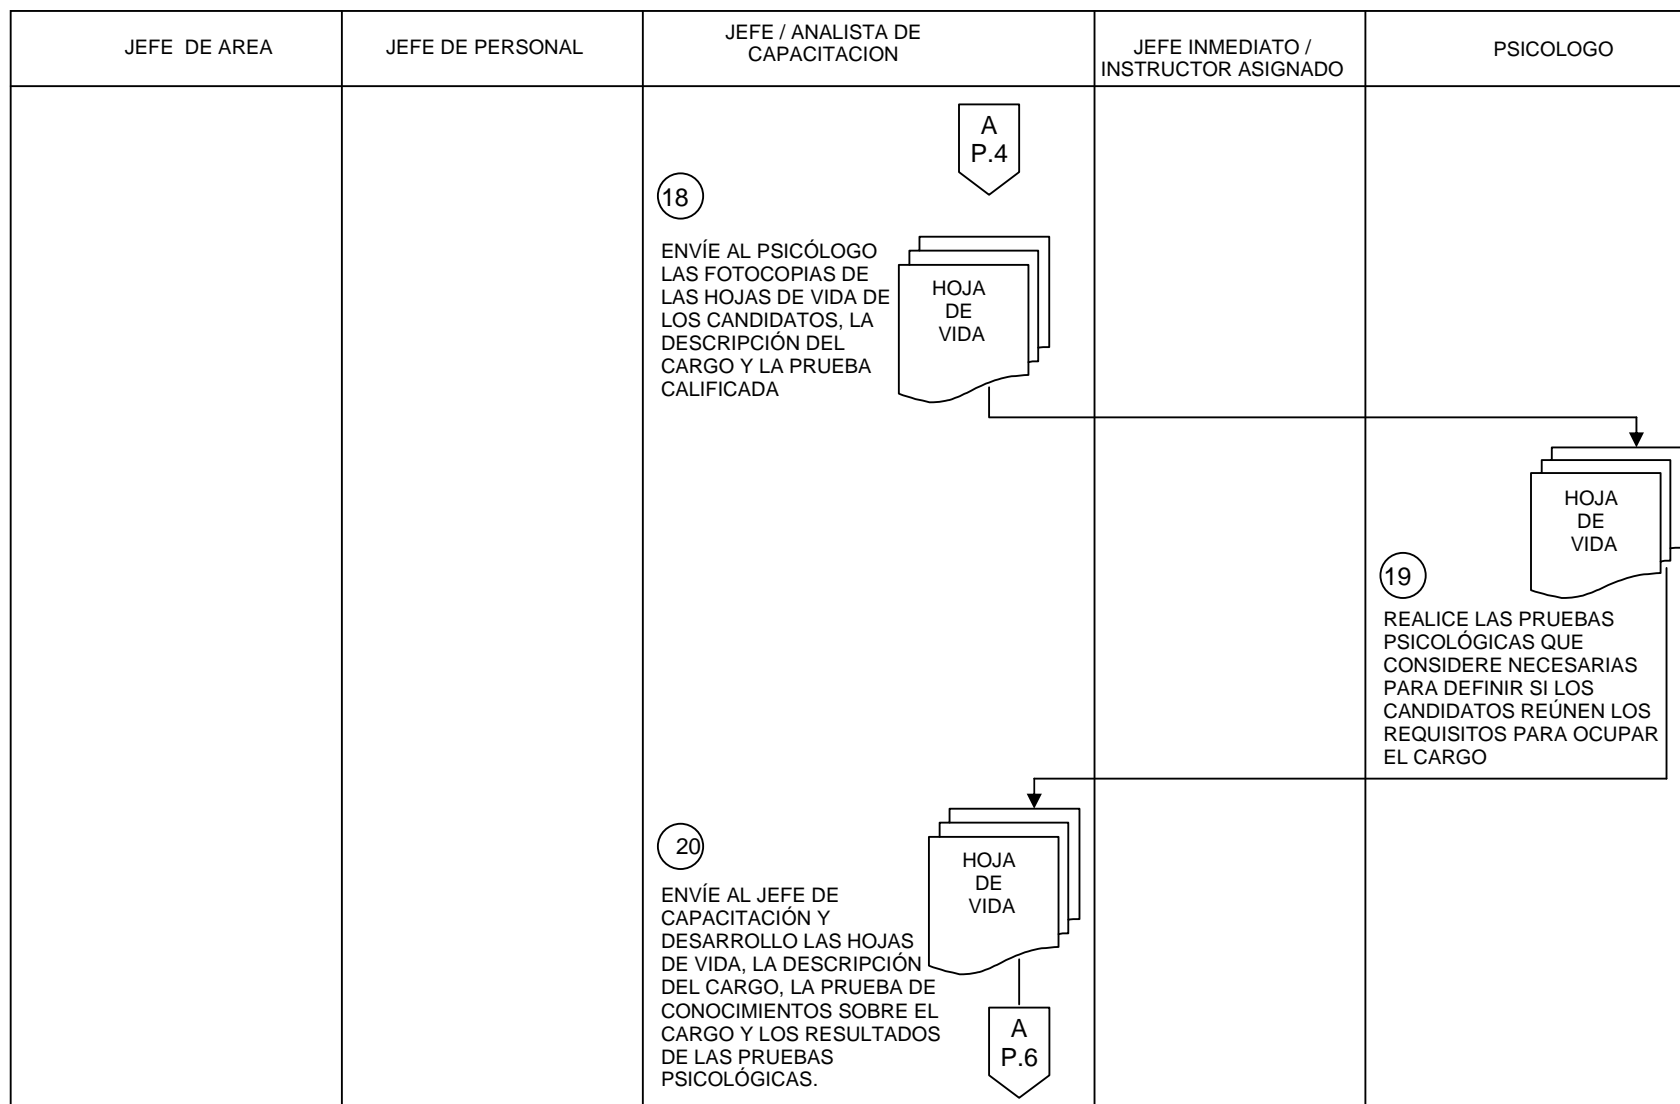 JEFE DE AREA
JEFE DE PERSONAL
JEFE / ANALISTA DE
CAPACITACION
JEFE INMEDIATO /
INSTRUCTOR ASIGNADO
PSICOLOGO
A
P.4
18
ENVÍE AL PSICÓLOGO
LAS FOTOCOPIAS DE
LAS HOJAS DE VIDA DE
LOS CANDIDATOS, LA
DESCRIPCIÓN DEL
CARGO Y LA PRUEBA
CALIFICADA
HOJA
DE
VIDA
HOJA
DE
VIDA
19
REALICE LAS PRUEBAS
PSICOLÓGICAS QUE
CONSIDERE NECESARIAS
PARA DEFINIR SI LOS
CANDIDATOS REÚNEN LOS
REQUISITOS PARA OCUPAR
EL CARGO
20
ENVÍE AL JEFE DE
CAPACITACIÓN Y
DESARROLLO LAS HOJAS
DE VIDA, LA DESCRIPCIÓN
DEL CARGO, LA PRUEBA DE
CONOCIMIENTOS SOBRE EL
CARGO Y LOS RESULTADOS
DE LAS PRUEBAS
PSICOLÓGICAS.
HOJA
DE
VIDA
A
P.6